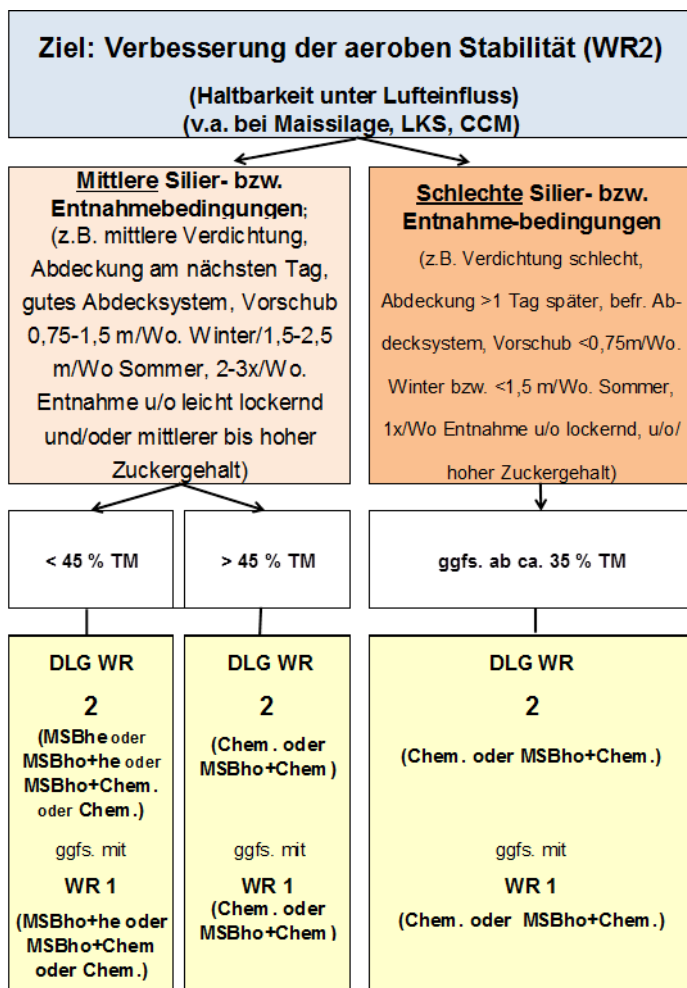 Ziel: Verbesserung der aeroben Stabilität (WR2)
(Haltbarkeit unter Lufteinfluss)
(v.a. bei Maissilage, LKS, CCM)
Mittlere Silier- bzw.
Entnahmebedingungen;
(z.B. mittlere Verdichtung,
Abdeckung am nächsten Tag,
gutes Abdecksystem, Vorschub
0,75-1,5 m/Wo. Winter/1,5-2,5
m/Wo Sommer, 2-3x/Wo.
Entnahme u/o leicht lockernd
und/oder mittlerer bis hoher
Zuckergehalt)
Schlechte Silier- bzw.
Entnahme-bedingungen
(z.B. Verdichtung schlecht,
Abdeckung >1 Tag später, befr. Ab-
decksystem, Vorschub <0,75m/Wo.
Winter bzw. <1,5 m/Wo. Sommer,
1x/Wo Entnahme u/o lockernd, u/o/
hoher Zuckergehalt)
< 45 % TM
> 45 % TM
ggfs. ab ca. 35 % TM
DLG WR
2
(MSBhe oder
MSBho+he oder
MSBho+Chem.
oder Chem.)
ggfs. mit
WR 1
(MSBho+he oder
MSBho+Chem
oder Chem.)
DLG WR
2
(Chem. oder
MSBho+Chem)
ggfs. mit
WR 1
(Chem. oder
MSBho+Chem)
DLG WR
2
(Chem. oder MSBho+Chem)
ggfs. mit
WR 1
(Chem. oder MSBho+Chem)